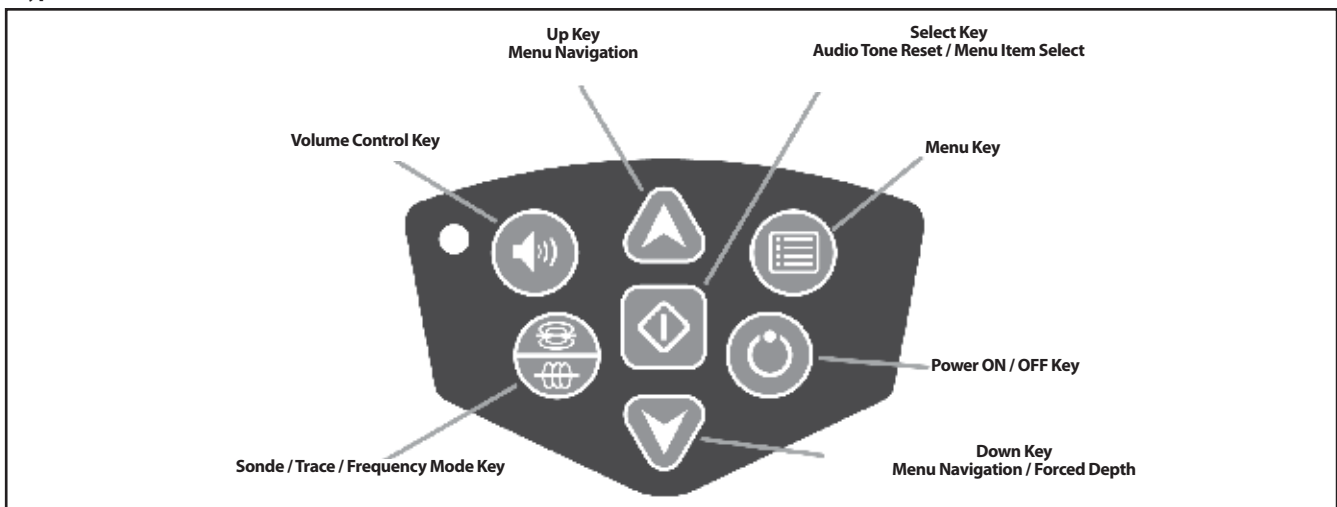 Up Key
Menu Navigation
Select Key
Audio Tone Reset / Menu Item Select
Volume Control Key
Menu Key
Power ON / OFF Key
Sonde / Trace / Frequency Mode Key
Down Key
Menu Navigation / Forced Depth